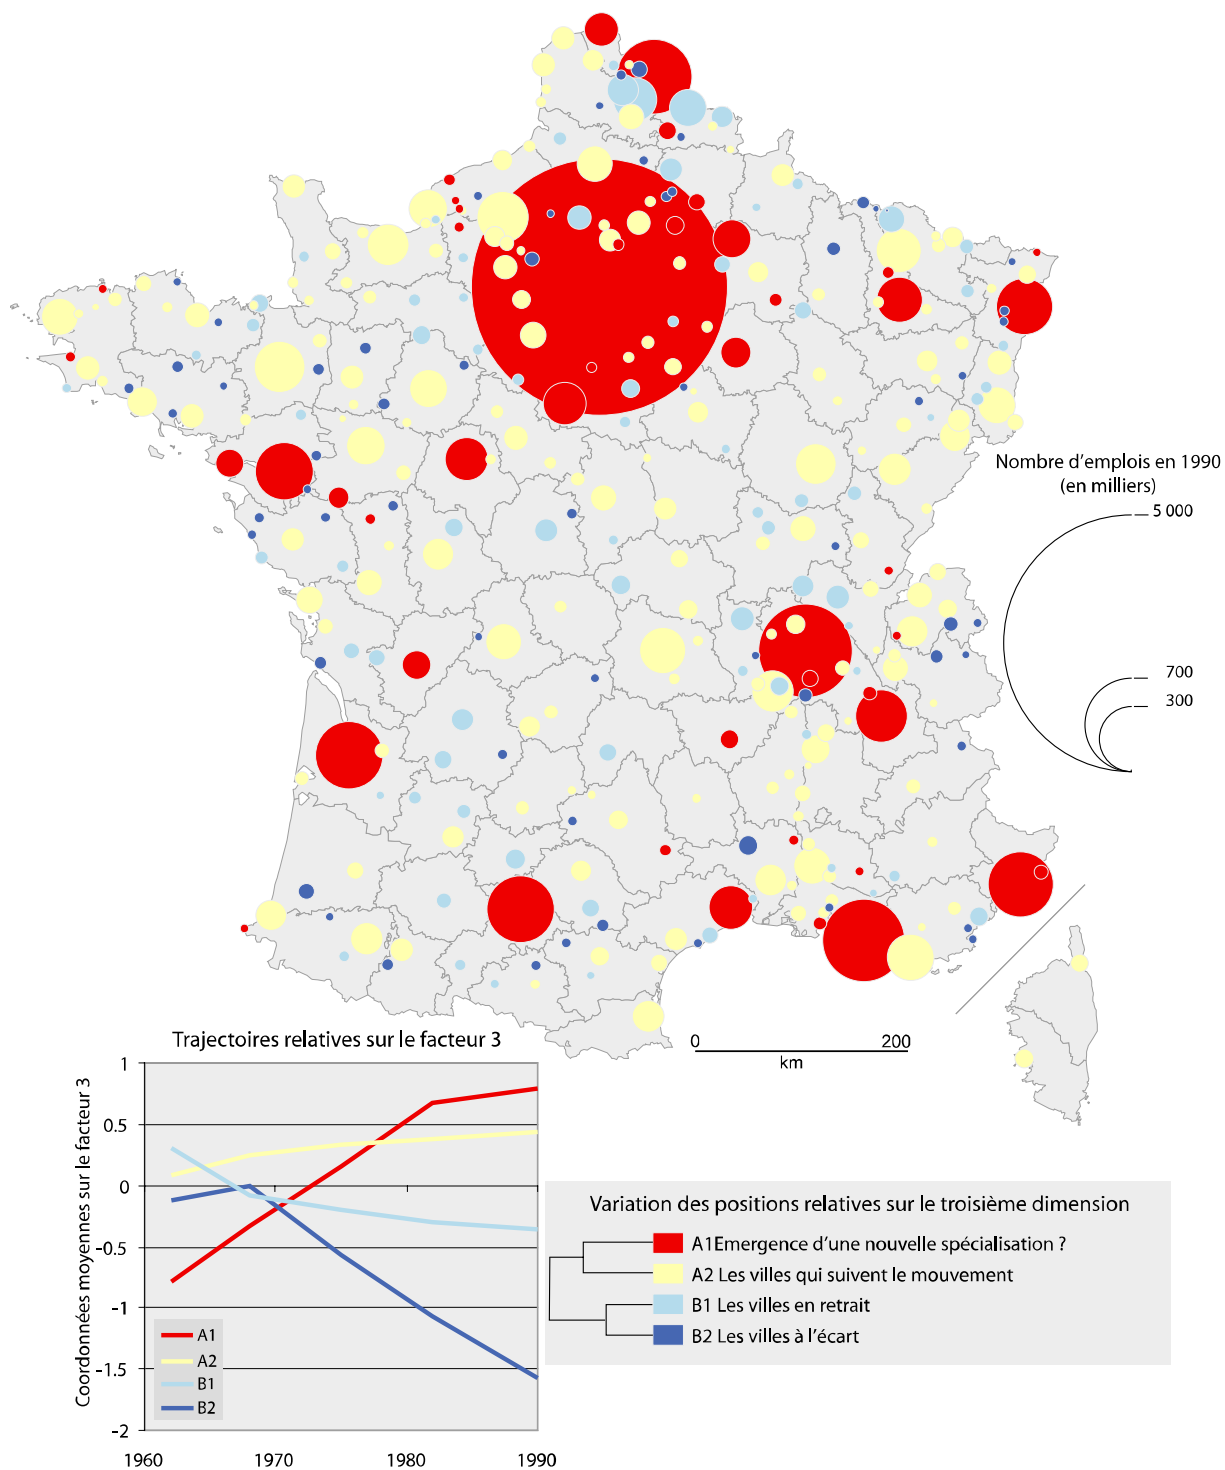 Nombre d'emplois en 1990
(en milliers)
5 000
700
300
0 200
km
Trajectoires relatives sur le facteur 3
Coordonnées moyennes sur le facteur 3
1
0.5
0
-0.5
-1
-1.5
-2
A1
A2
B1
B2
1960 1970 1980 1990
Variation des positions relatives sur le troisième dimension
A1Emergence d'une nouvelle spécialisation ?
A2 Les villes qui suivent le mouvement
B1 Les villes en retrait
B2 Les villes à l'écart